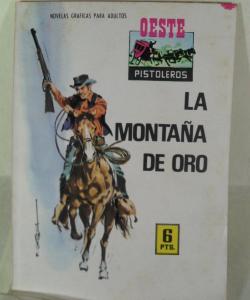 NOVELAS GRAFICAS PARA ADULTOS
OESTE
PISTOLEROS
LA
MONTAÑA
DE ORO
6
PTS.